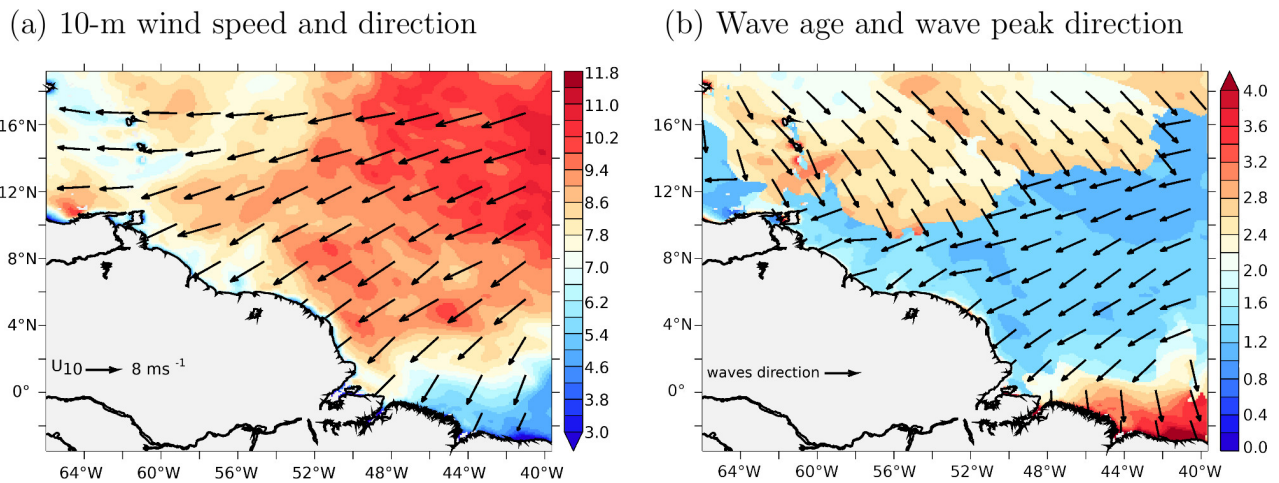 (a) 10-m wind speed and direction
(b) Wave age and wave peak direction
16°N
12°N
8°N
4°N
0°
64°W 60°W 56°W 52°W 48°W 44°W 40°W
U10 8 ms -1
11.8
11.0
10.2
9.4
8.6
7.8
7.0
6.2
5.4
4.6
3.8
3.0
16°N
12°N
8°N
4°N
0°
64°W 60°W 56°W 52°W 48°W 44°W 40°W
waves direction
4.0
3.6
3.2
2.8
2.4
2.0
1.6
1.2
0.8
0.4
0.0